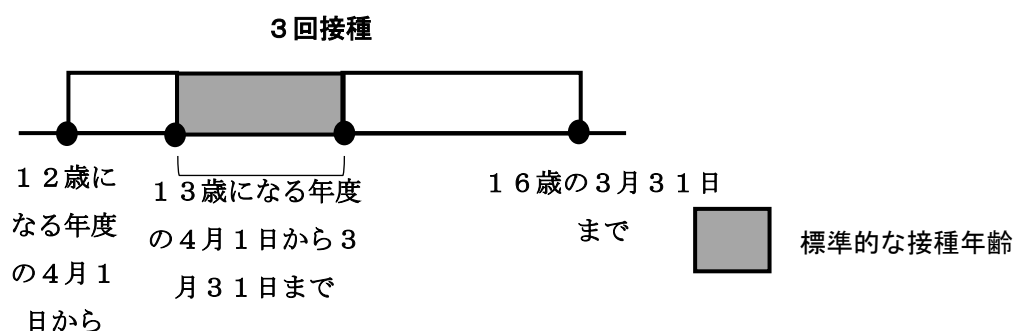 ３回接種
１２歳に
なる年度
の４月１
日から
１３歳になる年度
の４月１日から３
月３１日まで
１６歳の３月３１日
まで
標準的な接種年齢